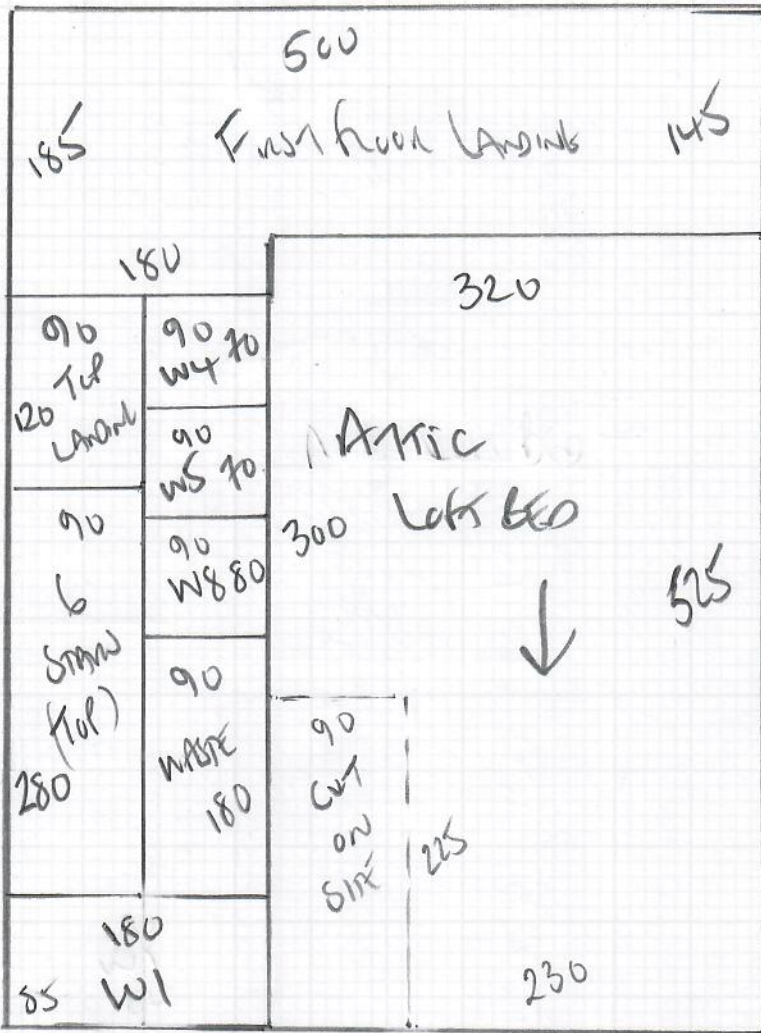 500
185
FIRST FLOOR LANDING 145
180
320
90
TOP
120 LANDING
90
W4 70
90
W5 70
90
W8 80
ATTIC
300 LOFT BED
525
90
6
STAIRS
(TOP)
280
90
WASTE
180
90
CUT
ON
SITE
225
230
180
85 W1